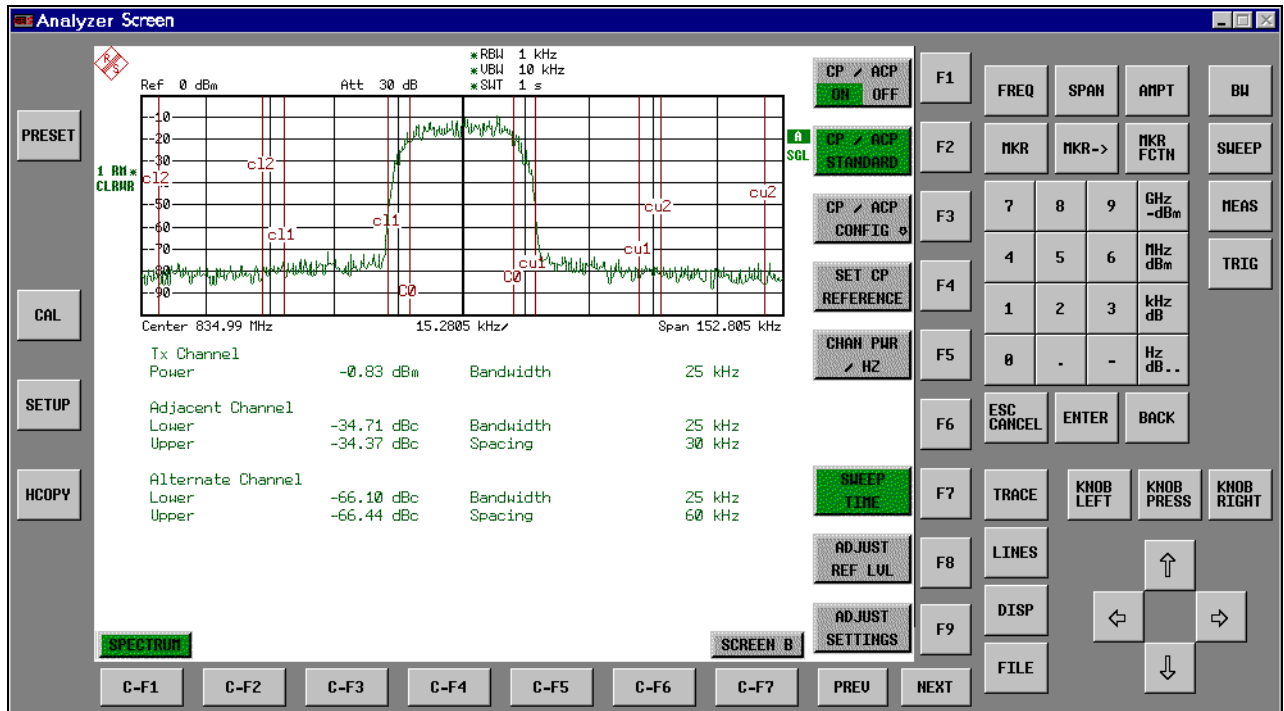 Analyzer Screen
R S
*RBW 1 kHz
*VBW 10 kHz
Ref 0 dBm Att 30 dB *SWT 1 s
-10
-20
-30
-50
-60
-70
-80
-90
1 RM*
CLRWR
A
SGL
cl2
cl2
cl1
cl1
C0
C0
cu1
cu1
cu2
cu2
Center 834.99 MHz 15.2805 kHz/ Span 152.805 kHz
Tx Channel
Power -0.83 dBm Bandwidth 25 kHz
Adjacent Channel
Lower -34.71 dBc Bandwidth 25 kHz
Upper -34.37 dBc Spacing 30 kHz
Alternate Channel
Lower -66.10 dBc Bandwidth 25 kHz
Upper -66.44 dBc Spacing 60 kHz
SPECTRUM
SCREEN B
PRESET
CAL
SETUP
HCOPY
CP / ACP
ON OFF
F1
CP / ACP
STANDARD
F2
CP / ACP
CONFIG
F3
SET CP
REFERENCE
F4
CHAN PWR
/ HZ
F5
F6
SWEEP
TIME
F7
ADJUST
REF LVL
F8
ADJUST
SETTINGS
F9
C-F1 C-F2 C-F3 C-F4 C-F5 C-F6 C-F7 PREV NEXT
FREQ SPAN AMPT BW
MKR MKR-> MKR FCTN SWEEP
7 8 9 GHz -dBm MEAS
4 5 6 MHz dBm TRIG
1 2 3 kHz dB
0 . - Hz dB..
ESC CANCEL ENTER BACK
TRACE KNOB LEFT KNOB PRESS KNOB RIGHT
LINES
DISP
FILE